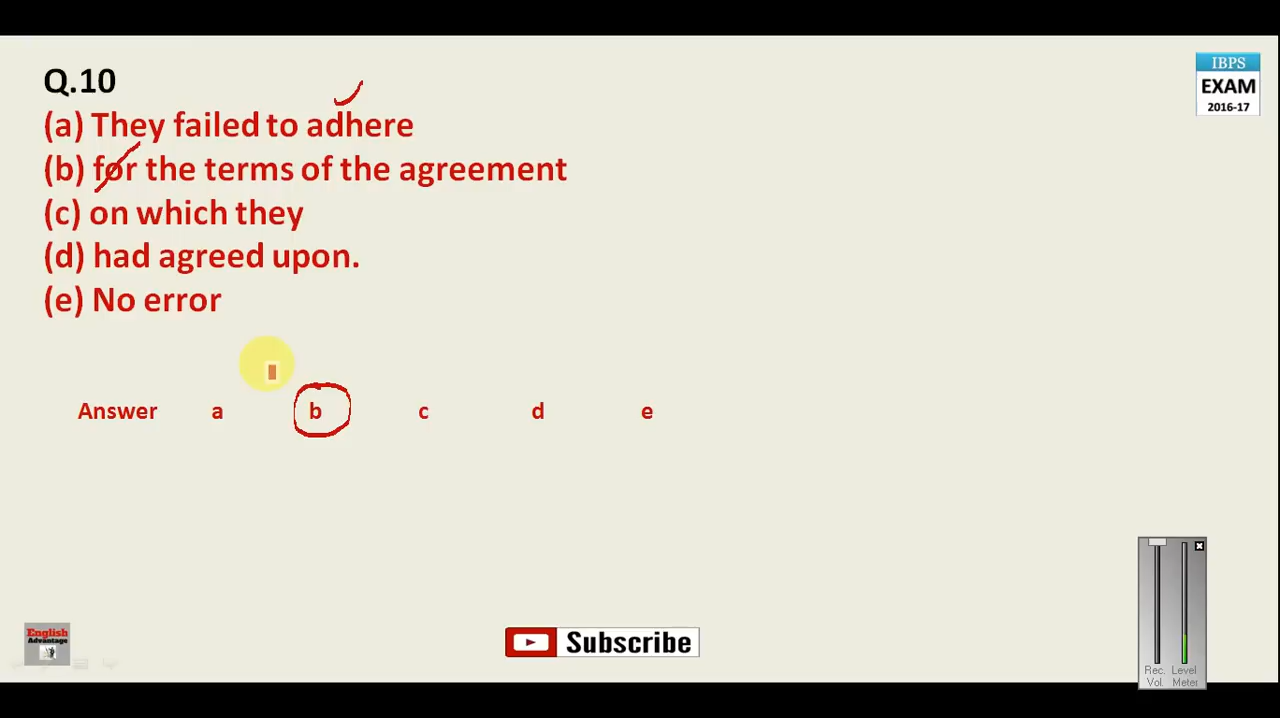 Q.10
IBPS
EXAM
2016-17
(a) They failed to adhere
(b) for the terms of the agreement
(c) on which they
(d) had agreed upon.
(e) No error
Answer a b c d e
English
Advantage
Subscribe
Rec. Level
Vol. Meter